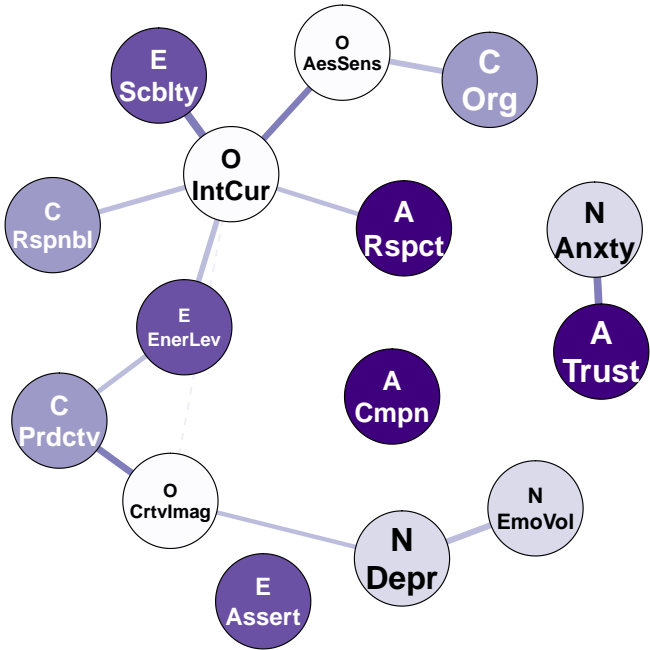 O
AesSens
E
Scblty
C
Org
O
IntCur
C
Rspnbl
A
Rspct
N
Anxty
E
EnerLev
A
Trust
A
Cmpn
C
Prdctv
O
CrtvImag
N
EmoVol
N
Depr
E
Assert